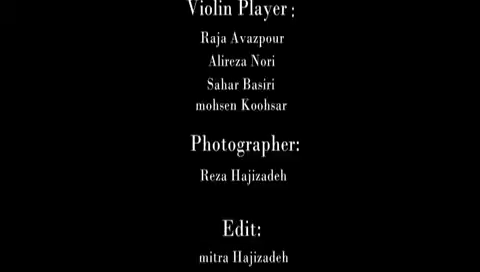 Violin Player :
Raja Avazpour
Alireza Nori
Sahar Basiri
mohsen Koohsar
Photographer:
Reza Hajizadeh
Edit:
mitra Hajizadeh